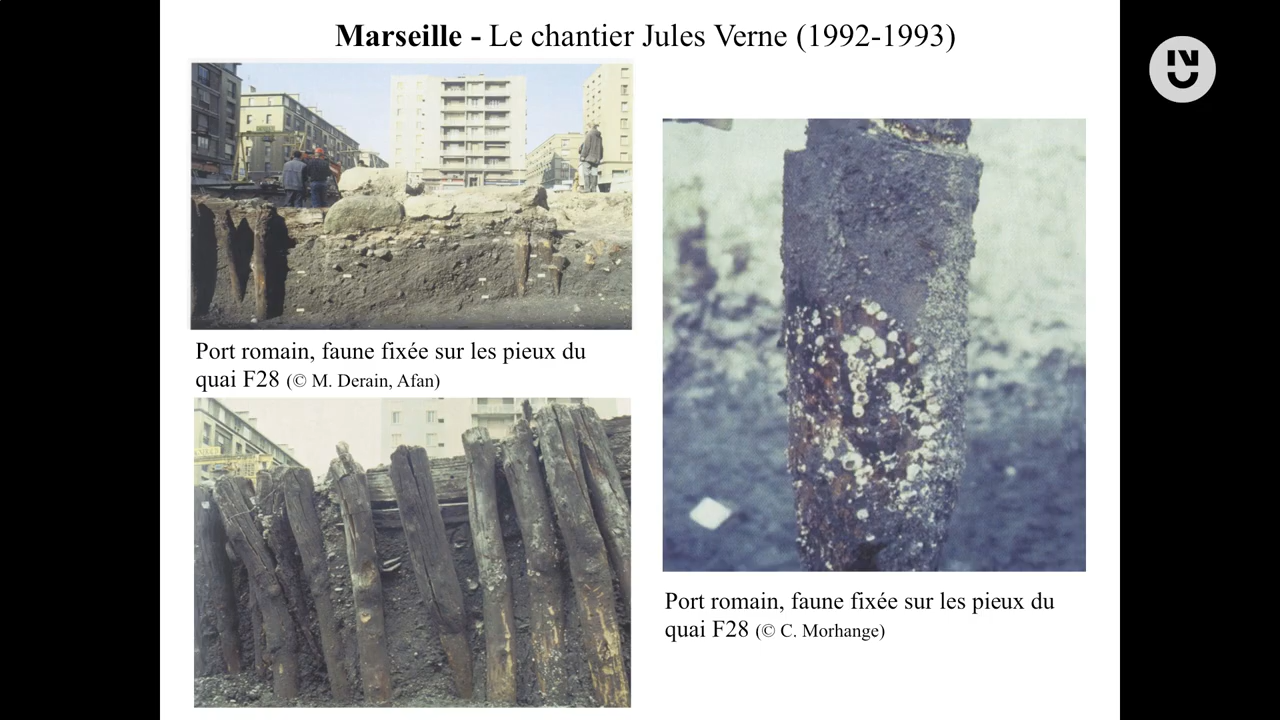 Marseille - Le chantier Jules Verne (1992-1993)
Port romain, faune fixée sur les pieux du
quai F28 (© M. Derain, Afan)
Port romain, faune fixée sur les pieux du
quai F28 (© C. Morhange)